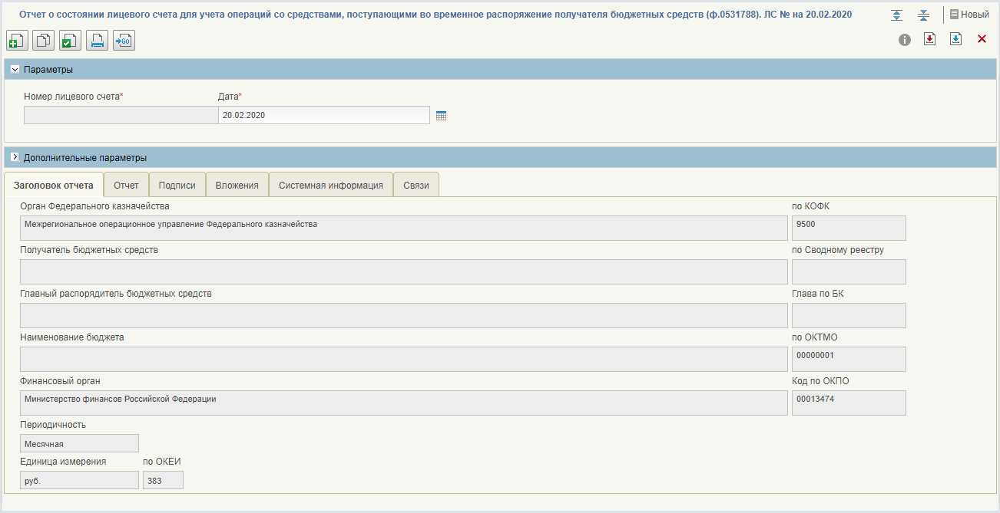 Отчет о состоянии лицевого счета для учета операций со средствами, поступающими во временное распоряжение получателя бюджетных средств (ф.0531788). ЛС № на 20.02.2020
Новый
GO
Параметры
Номер лицевого счета* Дата*
20.02.2020
Дополнительные параметры
Заголовок отчета Отчет Подписи Вложения Системная информация Связи
Орган Федерального казначейства по КОФК
Межрегиональное операционное управление Федерального казначейства 9500
Получатель бюджетных средств по Сводному реестру
Главный распорядитель бюджетных средств Глава по БК
Наименование бюджета по ОКТМО
00000001
Финансовый орган Код по ОКПО
Министерство финансов Российской Федерации 00013474
Периодичность
Месячная
Единица измерения по ОКЕИ
руб. 383